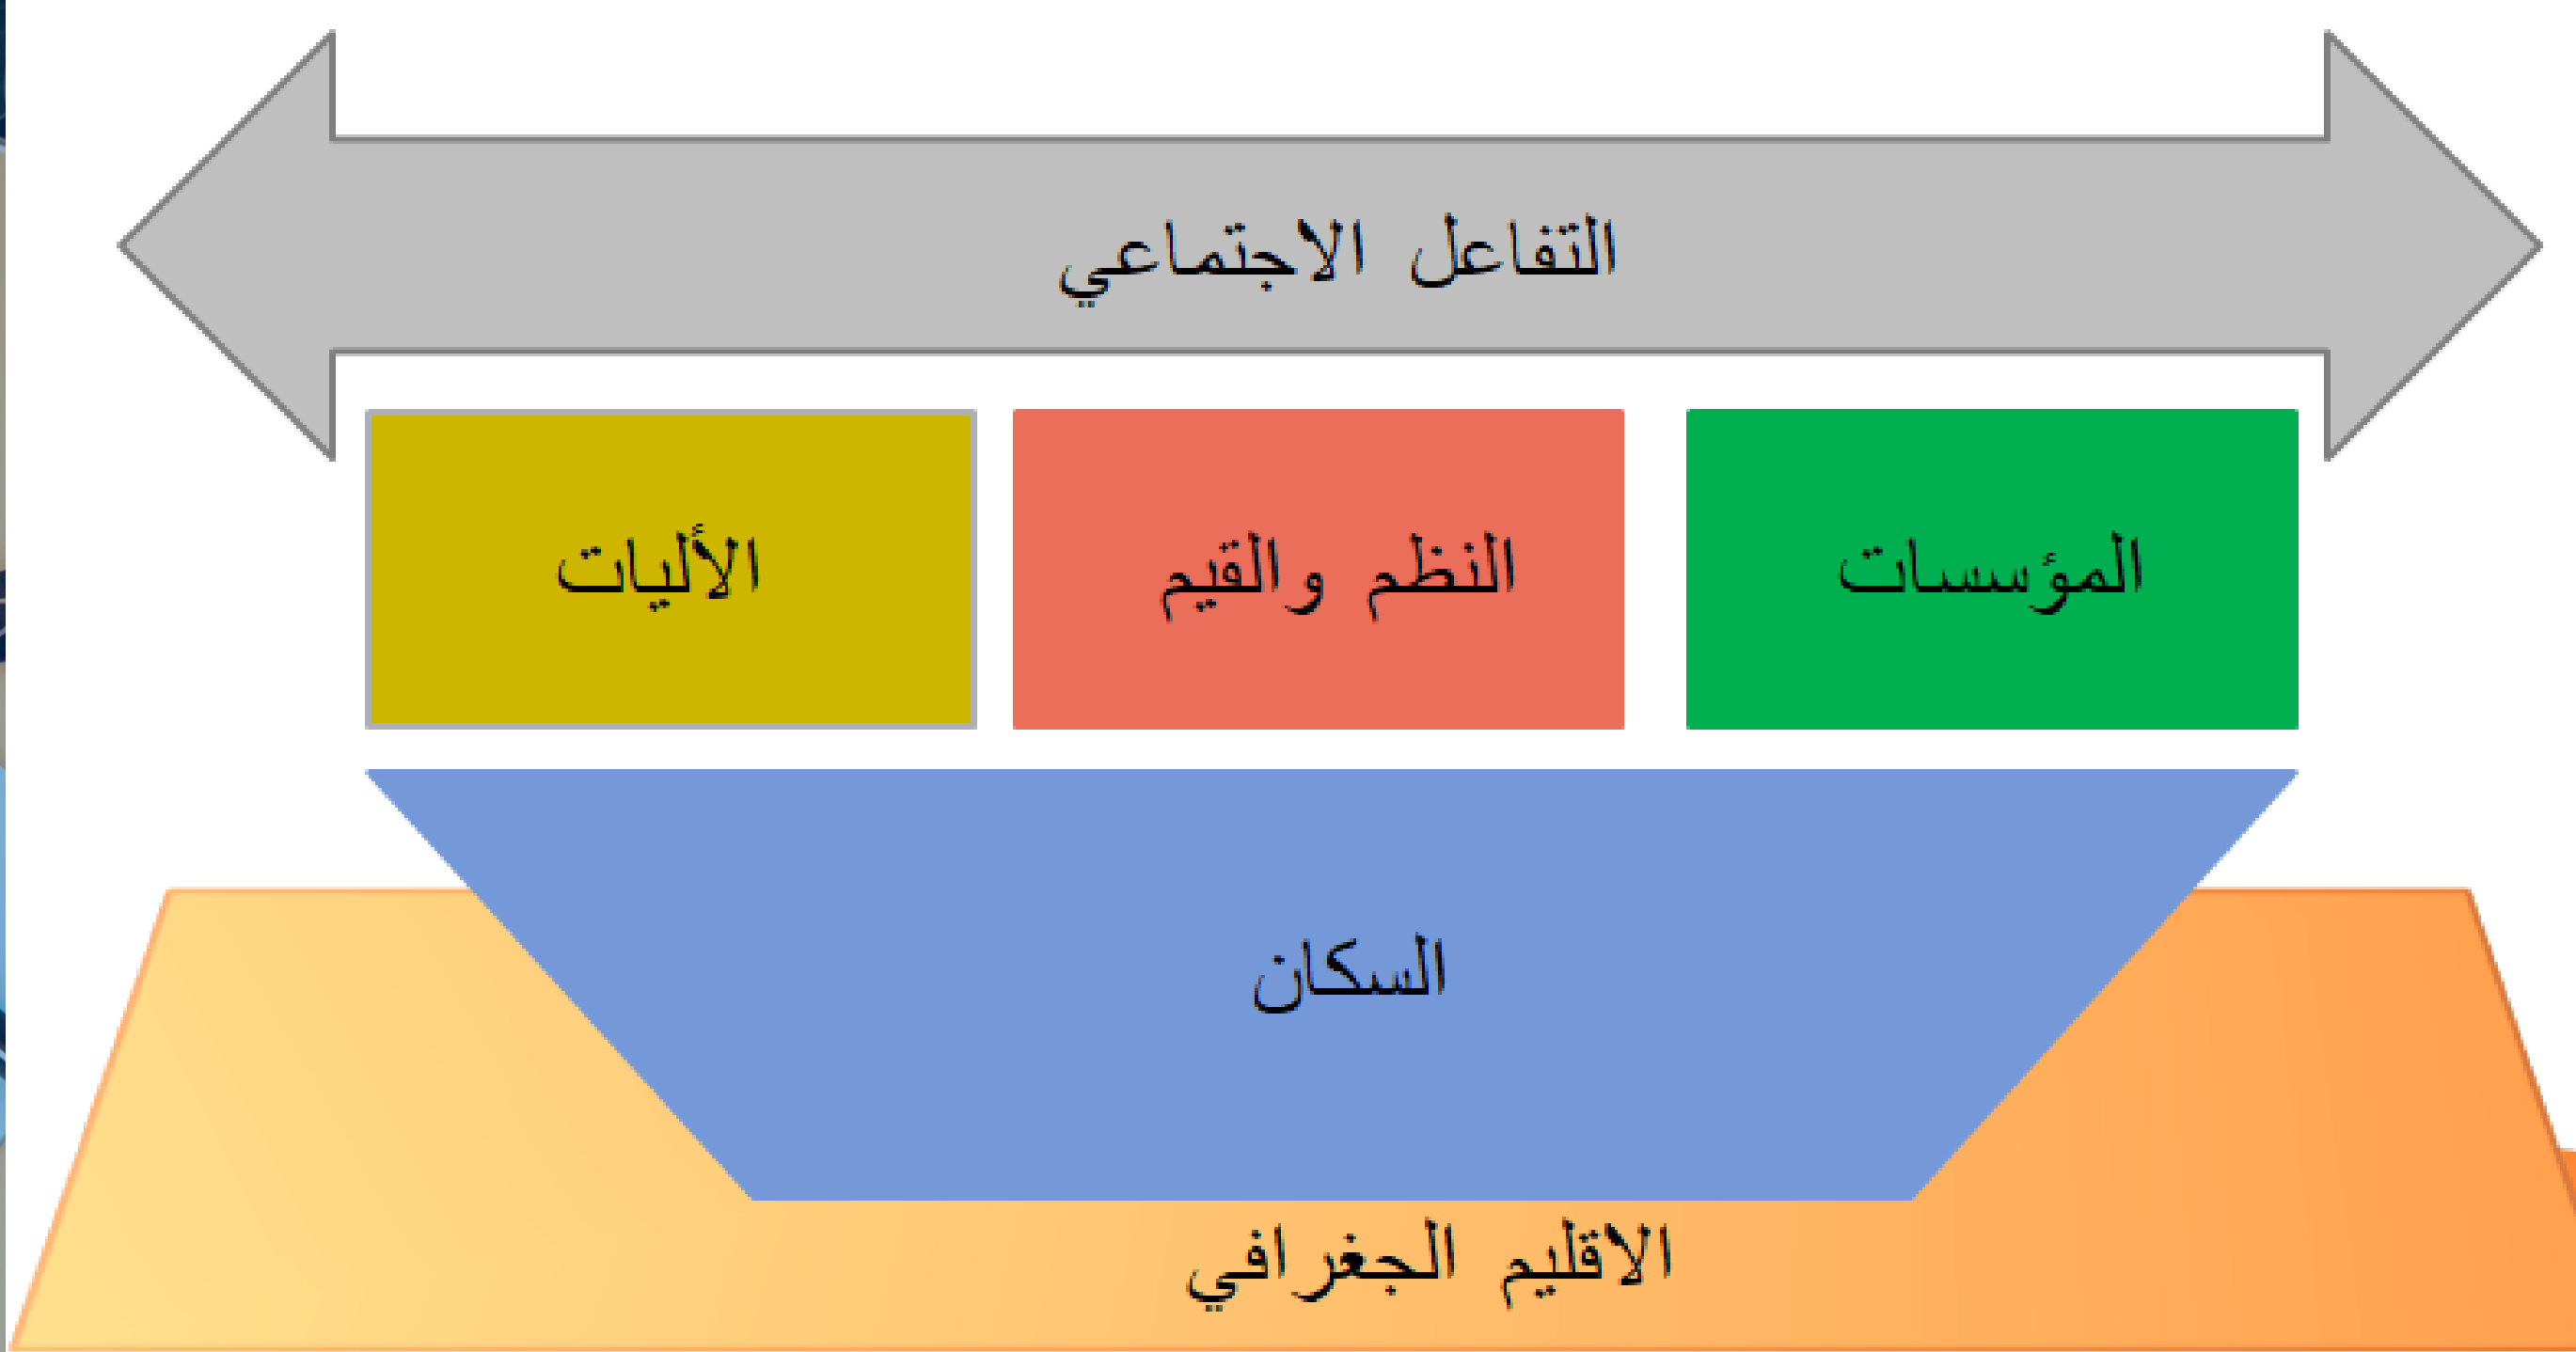 التفاعل الاجتماعي
المؤسسات
النظم والقيم
الأليات
السكان
الاقليم الجغرافي